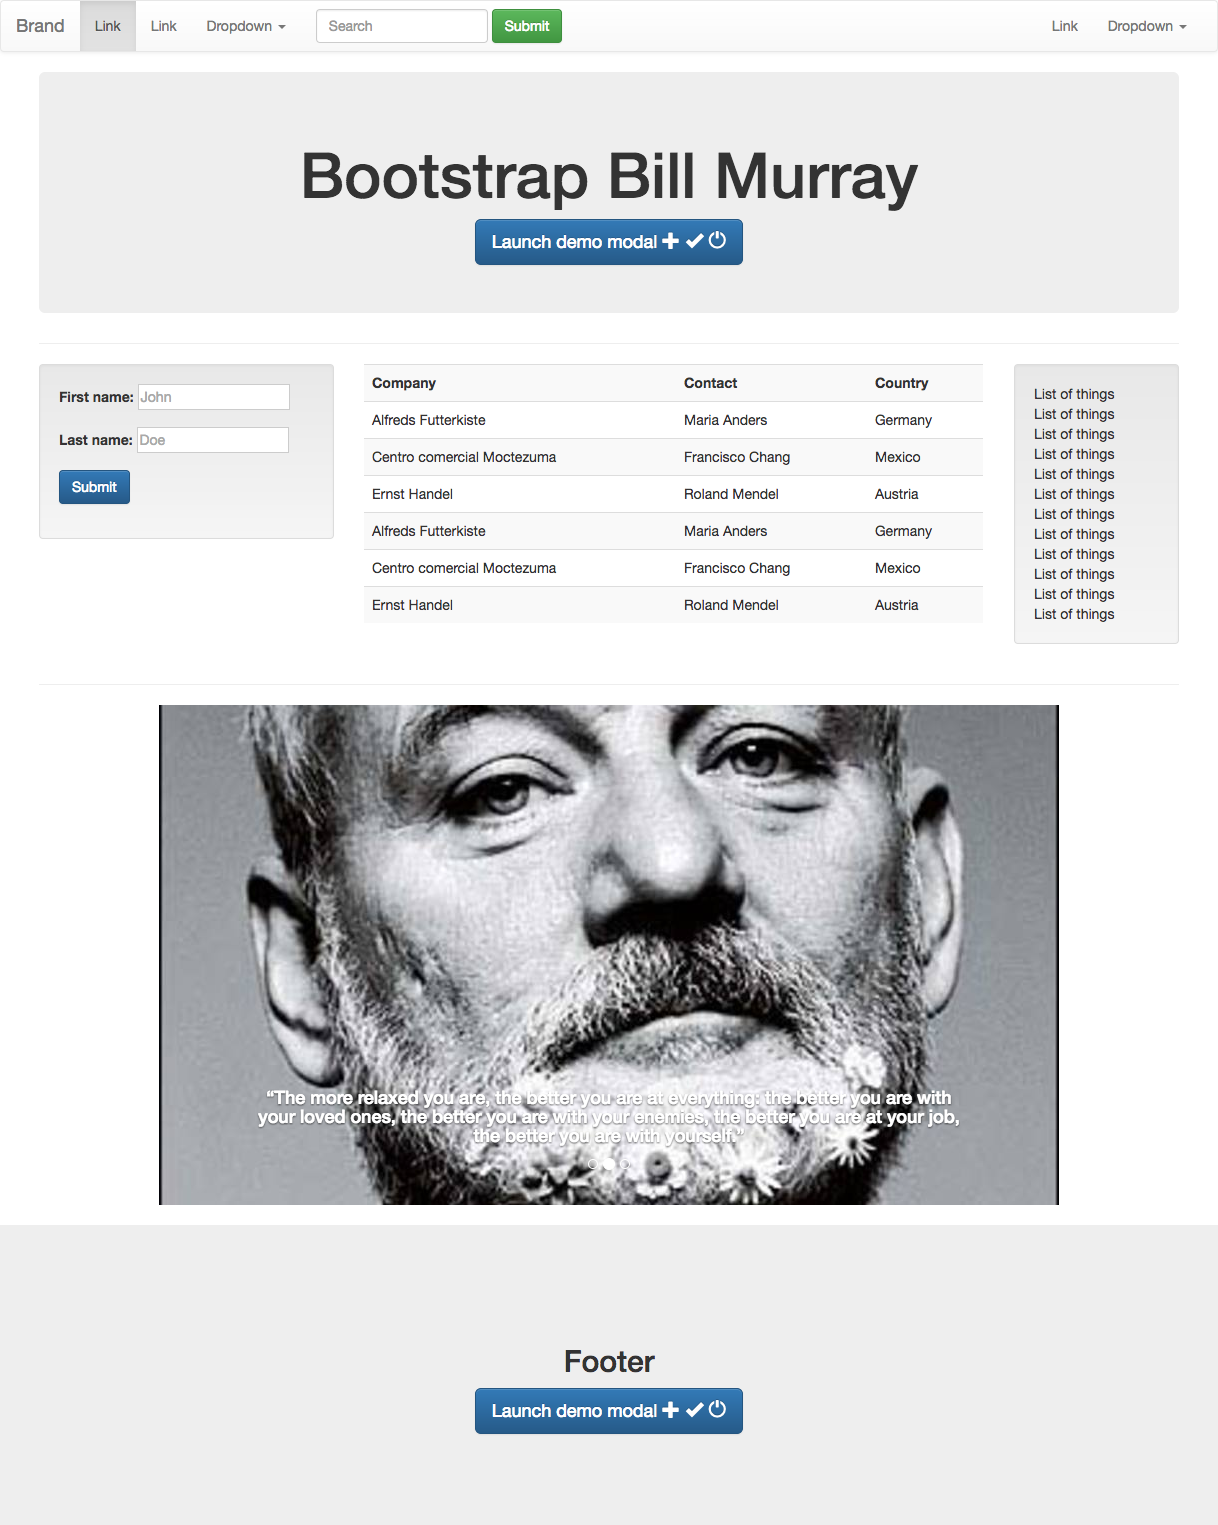 Brand Link Link Dropdown Search Submit Link Dropdown
Bootstrap Bill Murray
Launch demo modal
First name: John
Last name: Doe
Submit
Company Contact Country
Alfreds Futterkiste Maria Anders Germany
Centro comercial Moctezuma Francisco Chang Mexico
Ernst Handel Roland Mendel Austria
Alfreds Futterkiste Maria Anders Germany
Centro comercial Moctezuma Francisco Chang Mexico
Ernst Handel Roland Mendel Austria
List of things
List of things
List of things
List of things
List of things
List of things
List of things
List of things
List of things
List of things
List of things
List of things
“The more relaxed you are, the better you are at everything: the better you are with
your loved ones, the better you are with your enemies, the better you are at your job,
the better you are with yourself.”
Footer
Launch demo modal